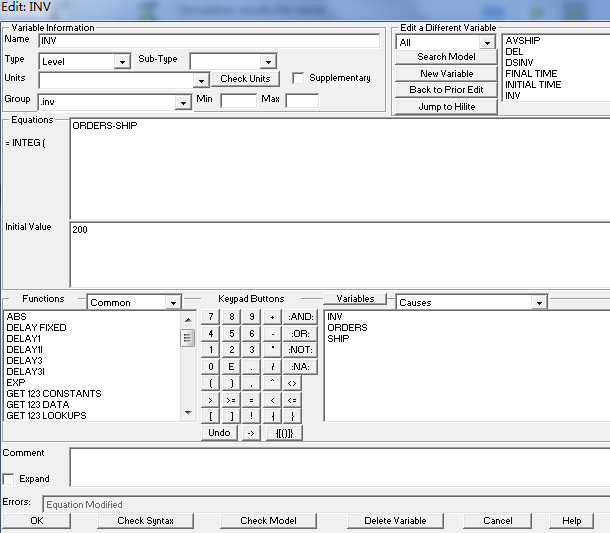 Edit: INV
Variable Information
Name INV
Type Level Sub-Type
Units Check Units Supplementary
Group .inv Min Max
Edit a Different Variable
All
Search Model
New Variable
Back to Prior Edit
Jump to Hilite
AVSHIP
DEL
DSINV
FINAL TIME
INITIAL TIME
INV
Equations
= INTEG (
ORDERS-SHIP
Initial Value
200
Functions Common
ABS
DELAY FIXED
DELAY1
DELAY1I
DELAY3
DELAY3I
EXP
GET 123 CONSTANTS
GET 123 DATA
GET 123 LOOKUPS
Keypad Buttons
7 8 9 + :AND:
4 5 6 - :OR:
1 2 3 * :NOT:
0 E . / :NA:
( ) , ^ <>
> >= = < <=
[ ] ! { }
Undo -> {[()]}
Variables Causes
INV
ORDERS
SHIP
Comment
Expand
Errors: Equation Modified
OK Check Syntax Check Model Delete Variable Cancel Help